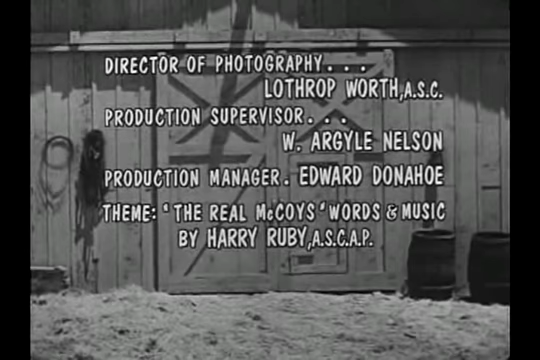 DIRECTOR OF PHOTOGRAPHY...
LOTHROP WORTH, A.S.C.
PRODUCTION SUPERVISOR...
W. ARGYLE NELSON
PRODUCTION MANAGER. EDWARD DONAHOE
THEME: "THE REAL McCOYS" WORDS & MUSIC
BY HARRY RUBY, A.S.C.A.P.